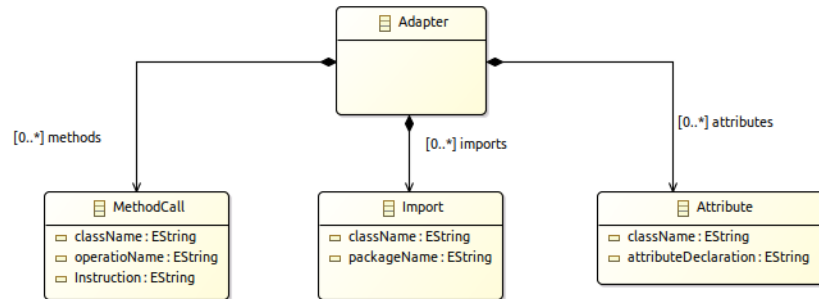 Adapter
[0..*] methods
[0..*] imports
[0..*] attributes
MethodCall
className : EString
operatioName : EString
Instruction : EString
Import
className : EString
packageName : EString
Attribute
className : EString
attributeDeclaration : EString